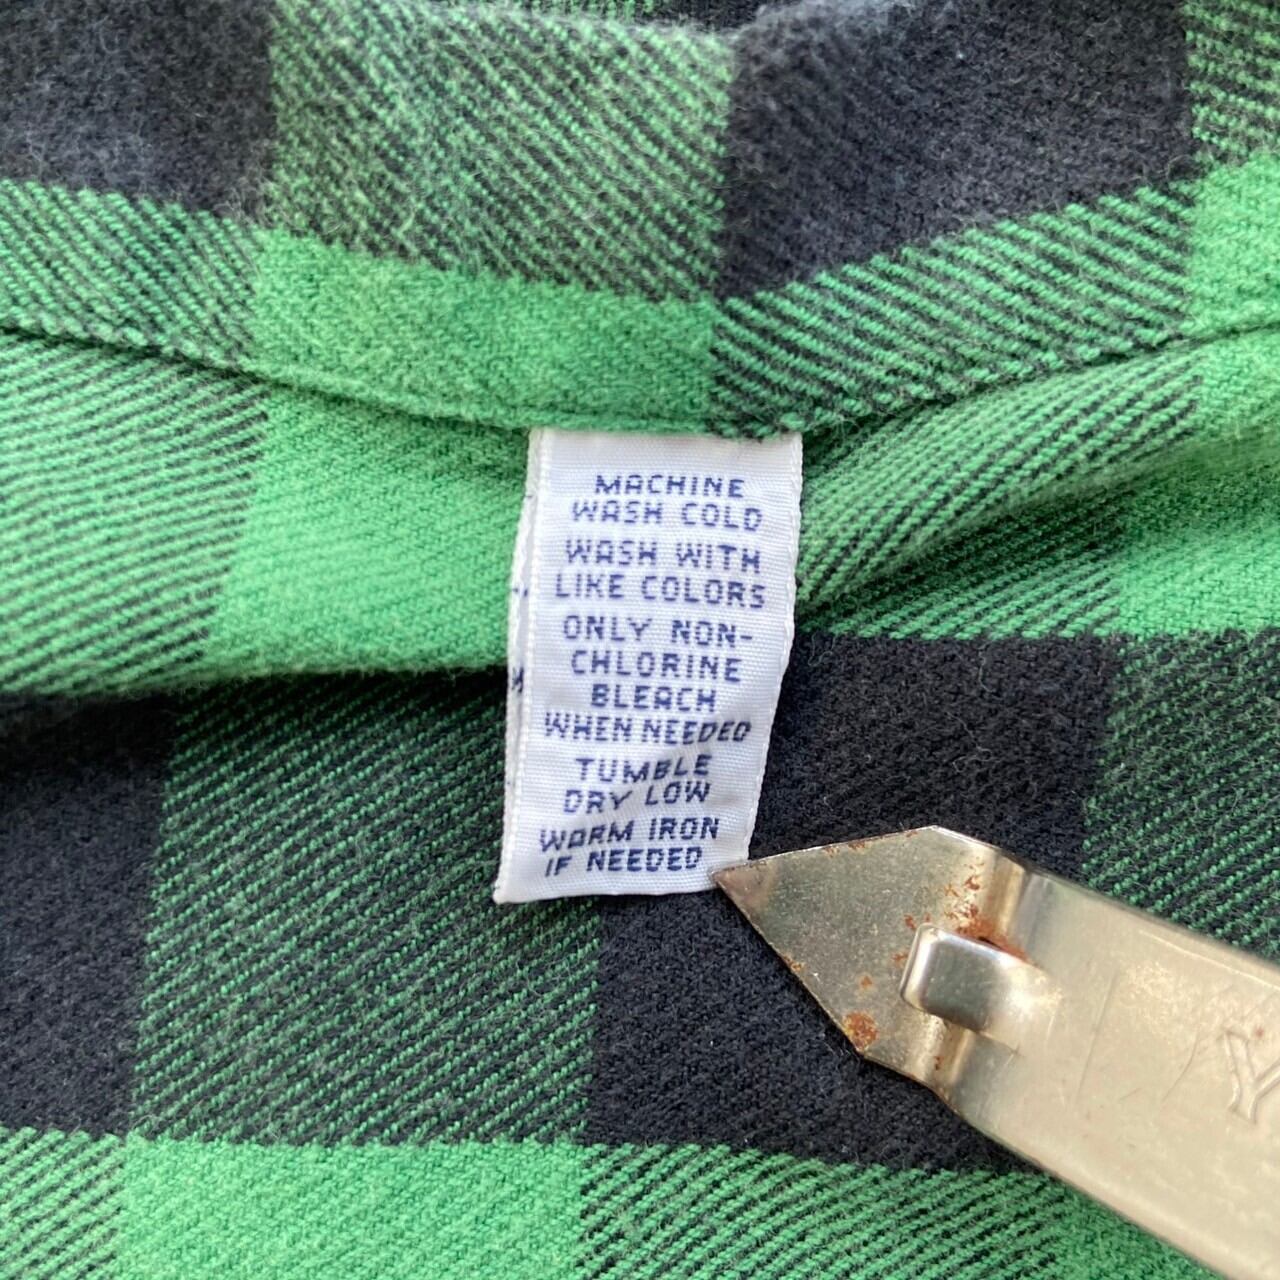 MACHINE
WASH COLD
WASH WITH
LIKE COLORS
ONLY NON-
CHLORINE
BLEACH
WHEN NEEDED
TUMBLE
DRY LOW
WARM IRON
IF NEEDED
Y